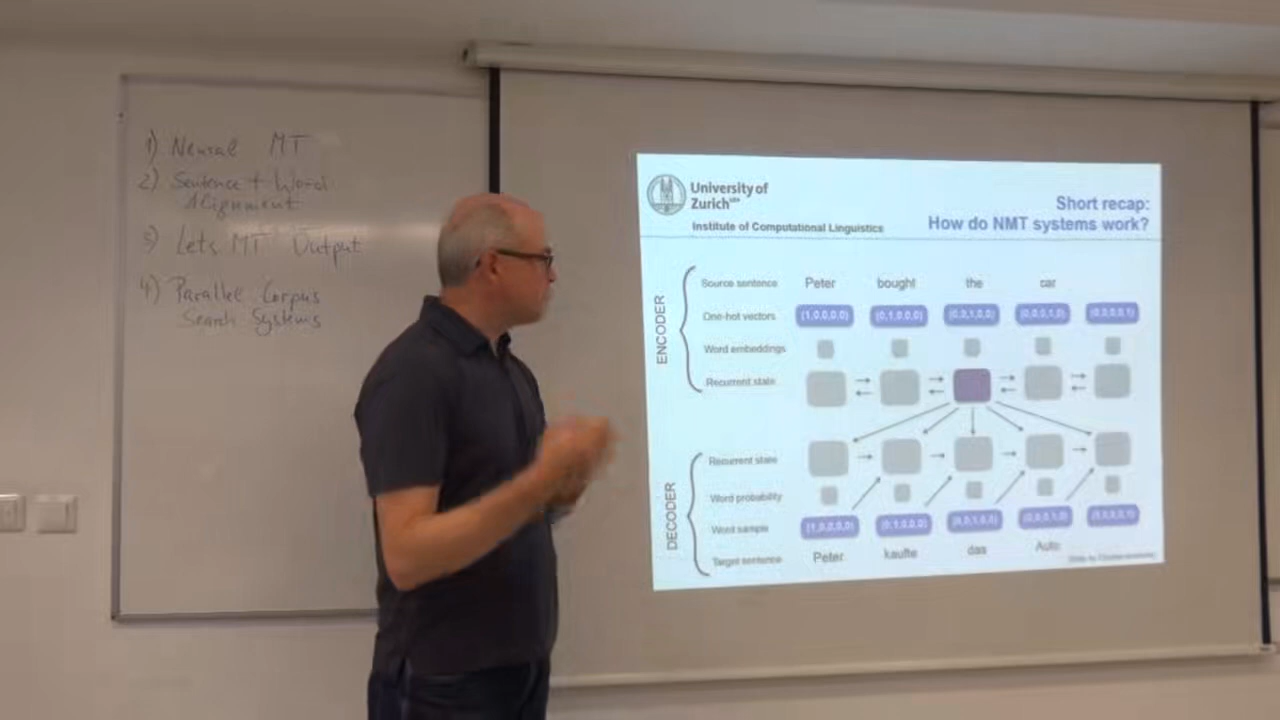 1) Neural MT
2) Sentence + Word
Alignment
3) Lets MT Output
4) Parallel Corpus
Search Systems
University of
Zurich
Institute of Computational Linguistics
Short recap:
How do NMT systems work?
ENCODER
Source sentence Peter bought the car
One-hot vectors (1,0,0,0,0) (0,1,0,0,0) (0,0,1,0,0) (0,0,0,1,0) (0,0,0,0,1)
Word embeddings
Recurrent state
DECODER
Recurrent state
Word probability
Word sample (1,0,0,0,0) (0,1,0,0,0) (0,0,1,0,0) (0,0,0,1,0) (0,0,0,0,1)
Target sentence Peter kaufte das Auto